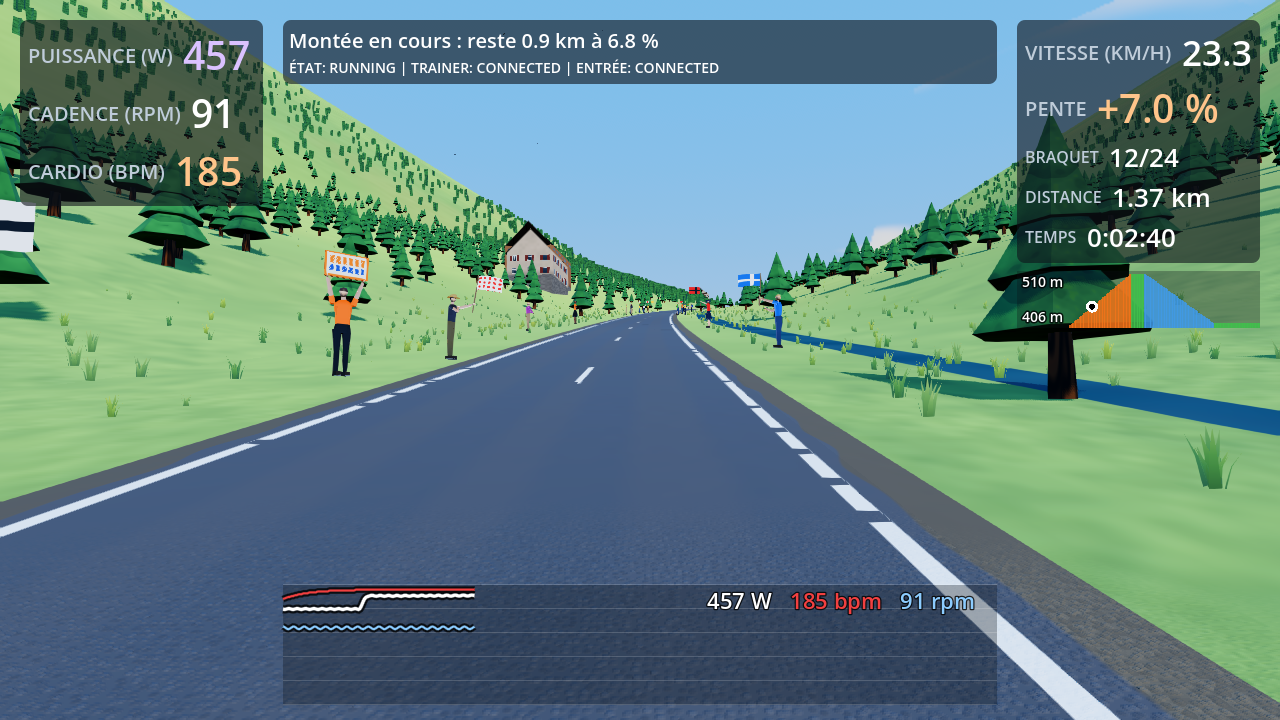 PUISSANCE (W) 457
CADENCE (RPM) 91
CARDIO (BPM) 185
Montée en cours : reste 0.9 km à 6.8 %
ÉTAT: RUNNING | TRAINER: CONNECTED | ENTRÉE: CONNECTED
VITESSE (KM/H) 23.3
PENTE +7.0 %
BRAQUET 12/24
DISTANCE 1.37 km
TEMPS 0:02:40
510 m
406 m
457 W 185 bpm 91 rpm